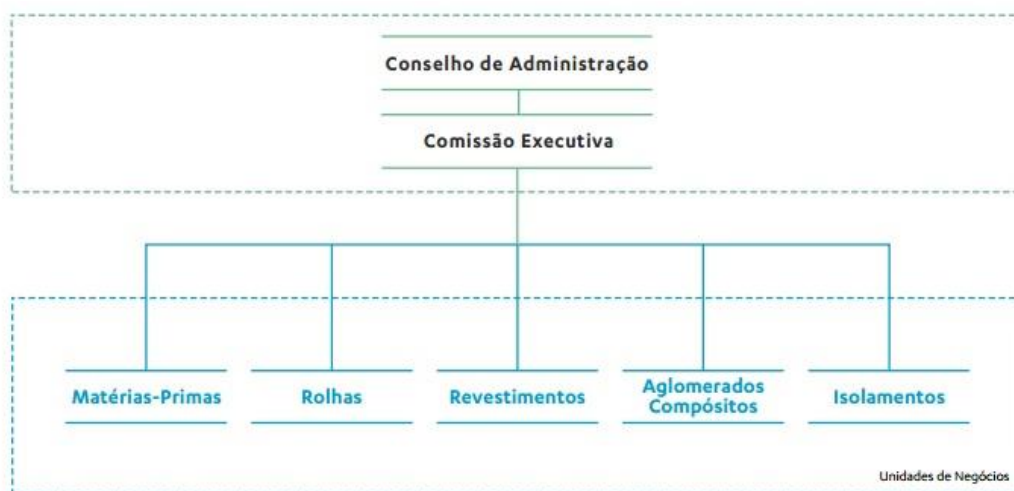 Conselho de Administração
Comissão Executiva
Matérias-Primas
Rolhas
Revestimentos
Aglomerados
Compósitos
Isolamentos
Unidades de Negócios